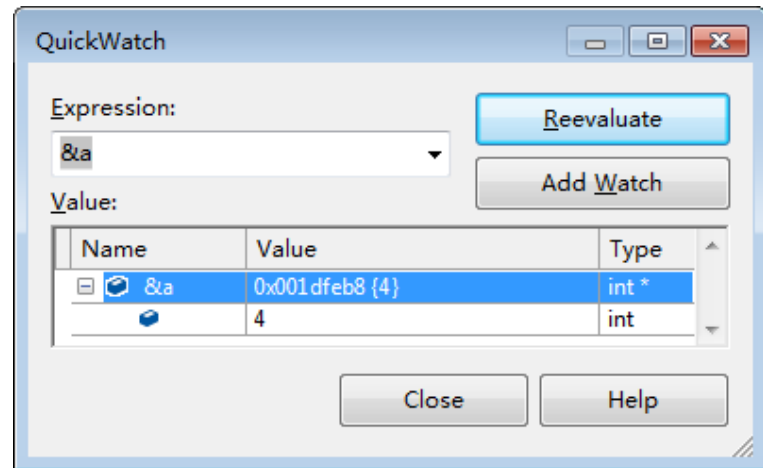 QuickWatch
Expression:
Reevaluate
&a
Add Watch
Value:
Name Value Type
&a 0x001dfeb8 {4} int *
4 int
Close Help